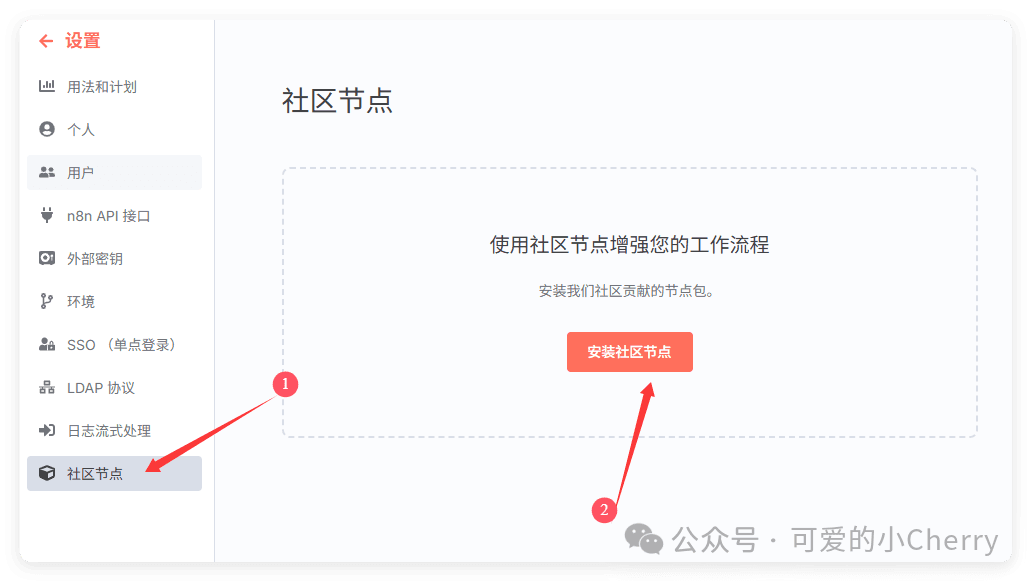 设置
用法和计划
个人
用户
n8n API 接口
外部密钥
环境
SSO （单点登录）
LDAP 协议
日志流式处理
社区节点
社区节点
使用社区节点增强您的工作流程
安装我们社区贡献的节点包。
安装社区节点
1
2
公众号 · 可爱的小Cherry